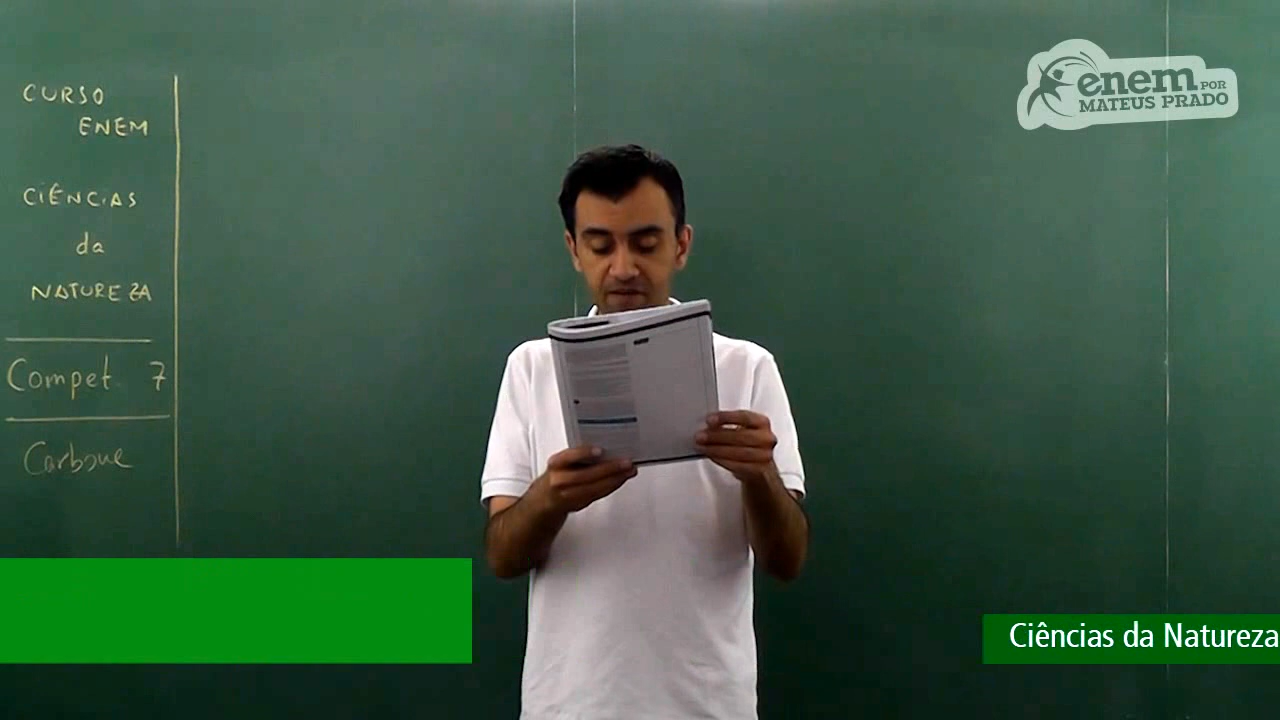 CURSO
ENEM
CIÊNCIAS
da
NATUREZA
Compet. 7
Carbone
enem POR
MATEUS PRADO
Ciências da Natureza